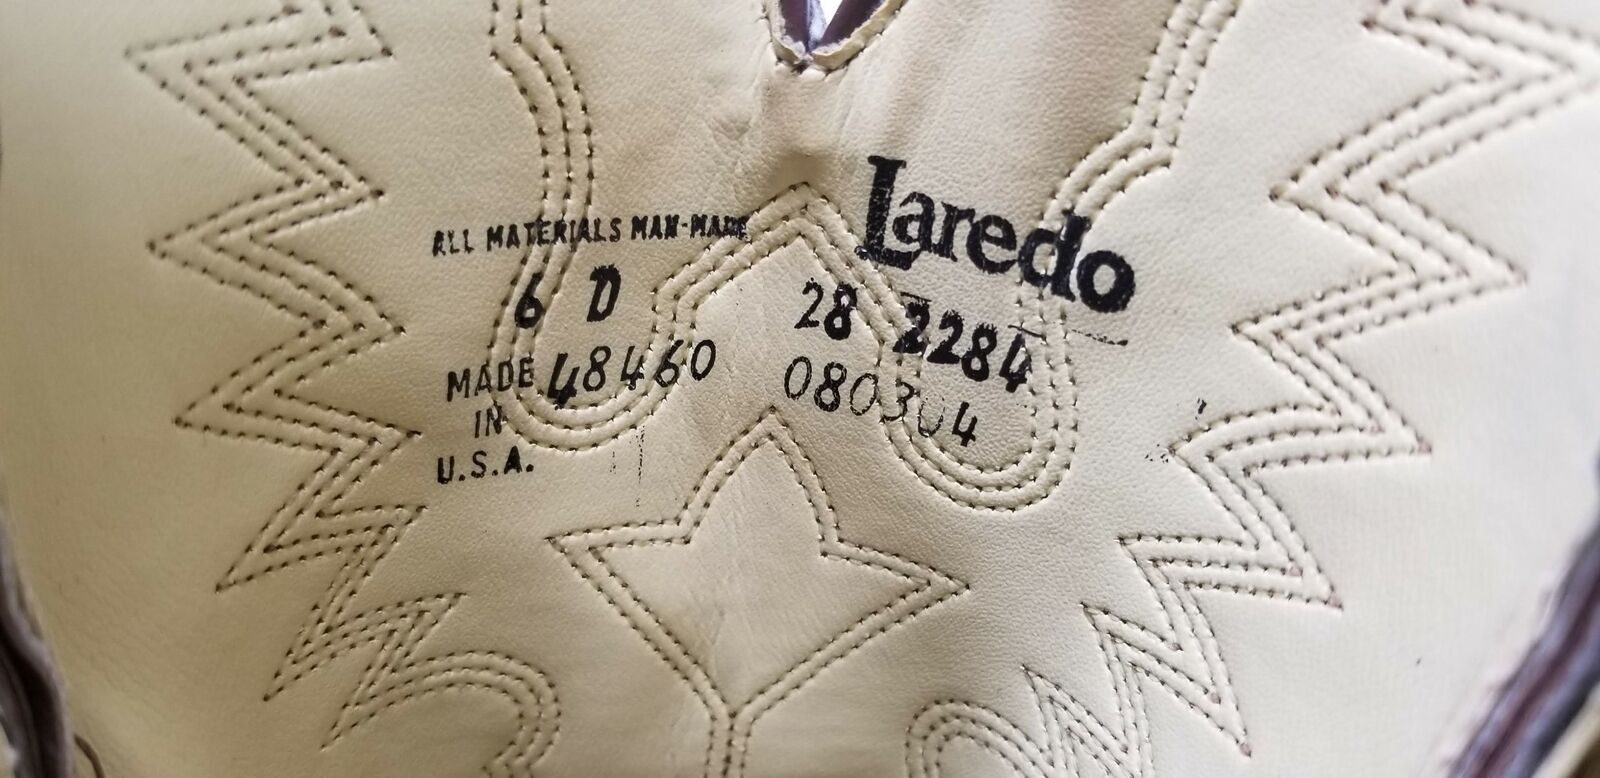 ALL MATERIALS MAN-MADE
6 D
MADE 48460
IN
U.S.A.
Laredo
28 2284
080304